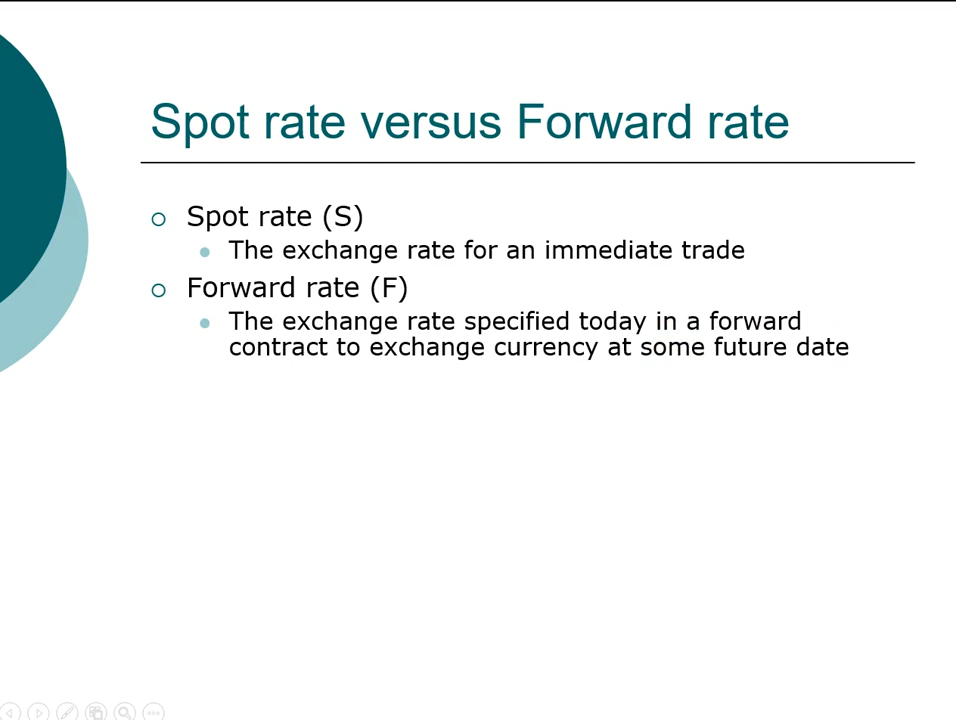 Spot rate versus Forward rate
Spot rate (S)
The exchange rate for an immediate trade
Forward rate (F)
The exchange rate specified today in a forward
contract to exchange currency at some future date